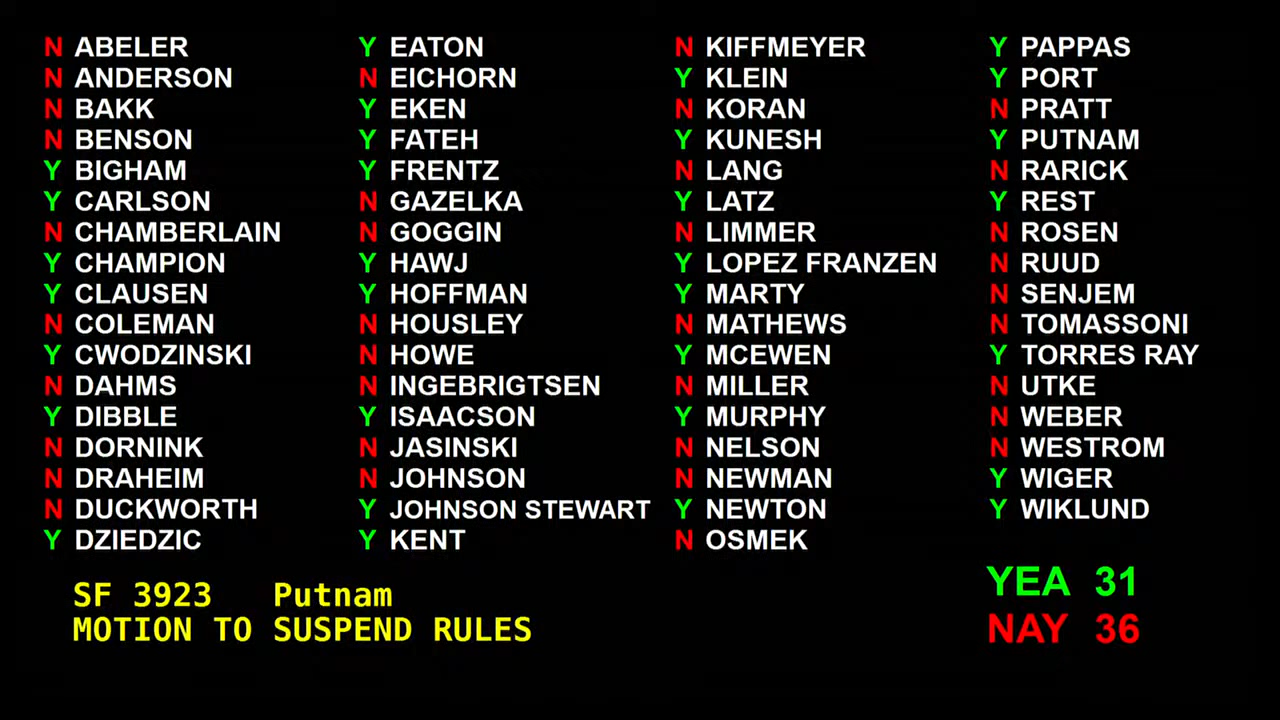 N ABELER
N ANDERSON
N BAKK
N BENSON
Y BIGHAM
Y CARLSON
N CHAMBERLAIN
Y CHAMPION
Y CLAUSEN
N COLEMAN
Y CWODZINSKI
N DAHMS
Y DIBBLE
N DORNINK
N DRAHEIM
N DUCKWORTH
Y DZIEDZIC
Y EATON
N EICHORN
Y EKEN
Y FATEH
Y FRENTZ
N GAZELKA
N GOGGIN
Y HAWJ
Y HOFFMAN
N HOUSLEY
N HOWE
N INGEBRIGTSEN
Y ISAACSON
N JASINSKI
N JOHNSON
Y JOHNSON STEWART
Y KENT
N KIFFMEYER
Y KLEIN
N KORAN
Y KUNESH
N LANG
Y LATZ
N LIMMER
Y LOPEZ FRANZEN
Y MARTY
N MATHEWS
Y MCEWEN
N MILLER
Y MURPHY
N NELSON
N NEWMAN
Y NEWTON
N OSMEK
Y PAPPAS
Y PORT
N PRATT
Y PUTNAM
N RARICK
Y REST
N ROSEN
N RUUD
N SENJEM
N TOMASSONI
Y TORRES RAY
N UTKE
N WEBER
N WESTROM
Y WIGER
Y WIKLUND
SF 3923 Putnam
MOTION TO SUSPEND RULES
YEA 31
NAY 36